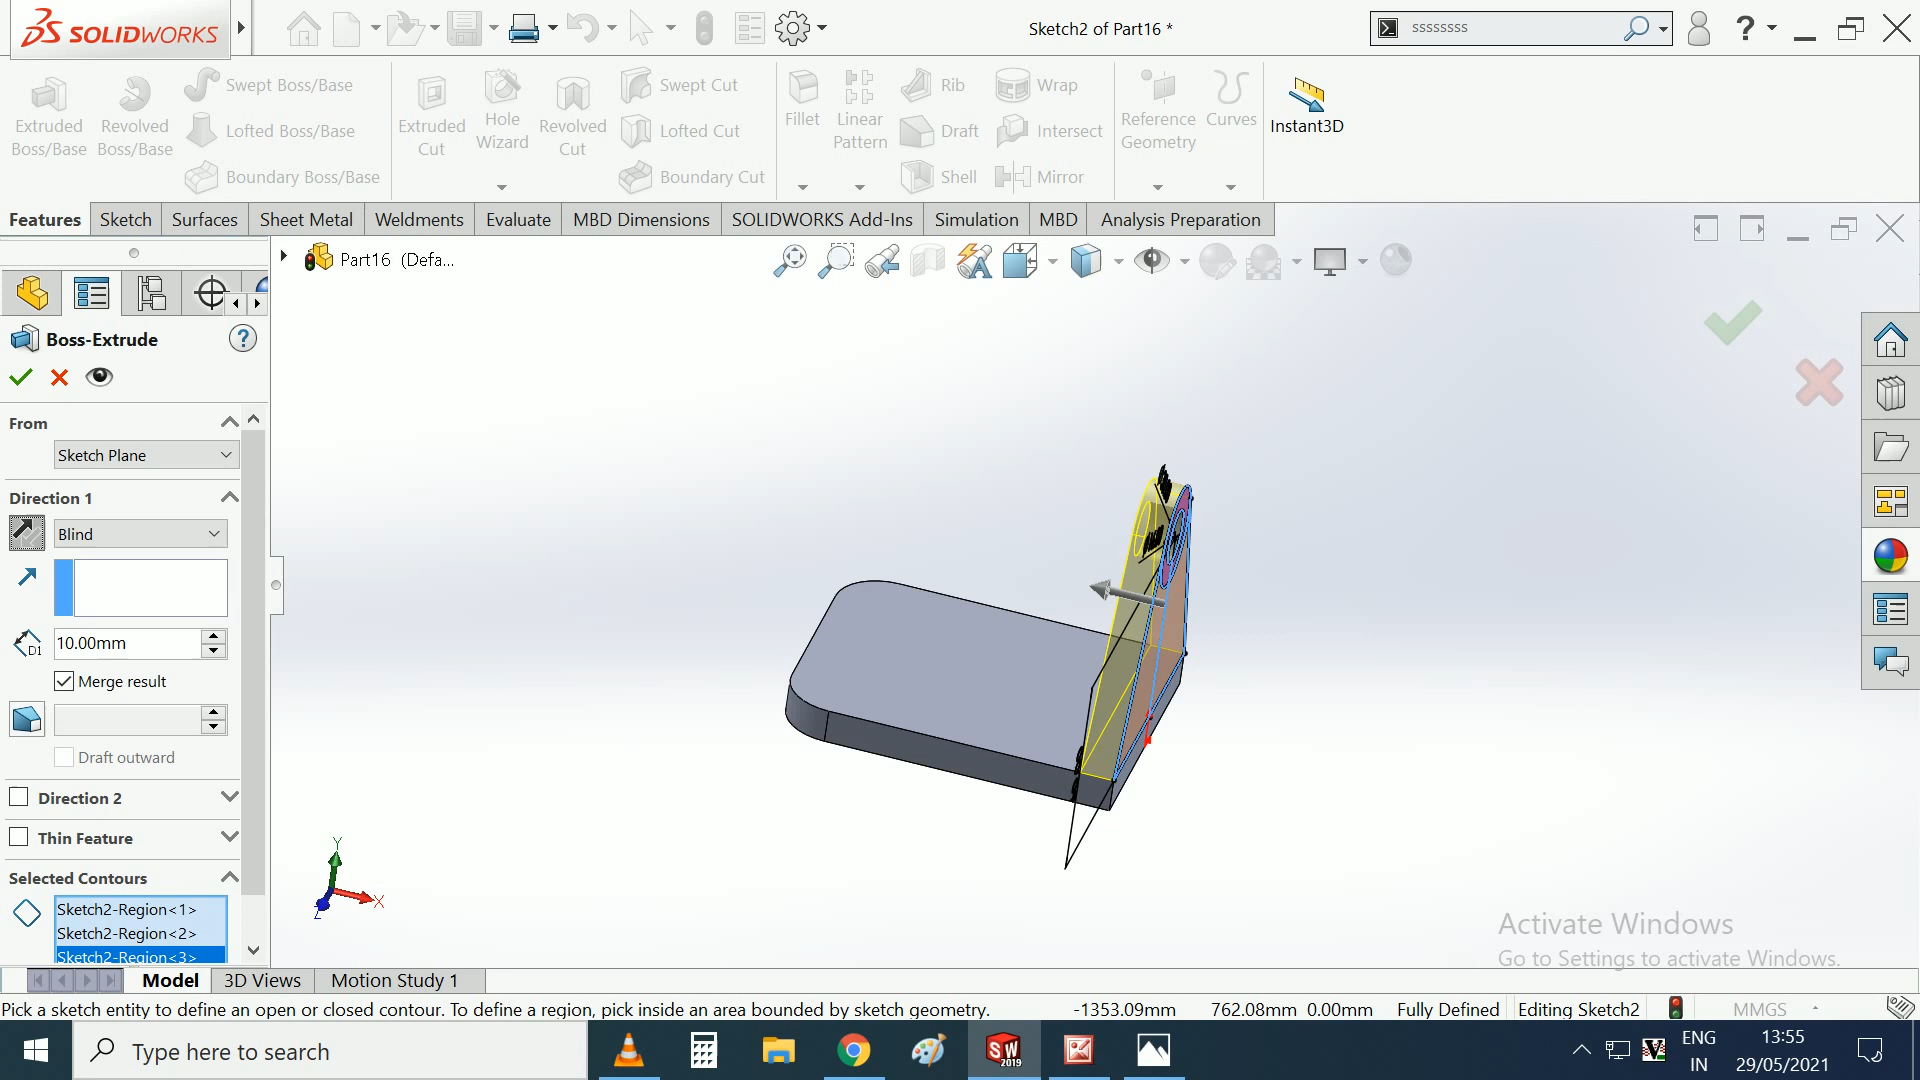 SOLIDWORKS
Sketch2 of Part16 *
ssssssss
Extruded Boss/Base
Revolved Boss/Base
Swept Boss/Base
Lofted Boss/Base
Boundary Boss/Base
Extruded Cut
Hole Wizard
Revolved Cut
Swept Cut
Lofted Cut
Boundary Cut
Fillet
Linear Pattern
Rib
Draft
Shell
Wrap
Intersect
Mirror
Reference Geometry
Curves
Instant3D
Features
Sketch
Surfaces
Sheet Metal
Weldments
Evaluate
MBD Dimensions
SOLIDWORKS Add-Ins
Simulation
MBD
Analysis Preparation
Part16 (Defa...
Boss-Extrude
From
Sketch Plane
Direction 1
Blind
D1
10.00mm
Merge result
Draft outward
Direction 2
Thin Feature
Selected Contours
Sketch2-Region<1>
Sketch2-Region<2>
Sketch2-Region<3>
Y
X
Z
Activate Windows
Go to Settings to activate Windows.
Model
3D Views
Motion Study 1
Pick a sketch entity to define an open or closed contour. To define a region, pick inside an area bounded by sketch geometry.
-1353.09mm
762.08mm
0.00mm
Fully Defined
Editing Sketch2
MMGS
Type here to search
SW
2019
ENG
IN
13:55
29/05/2021